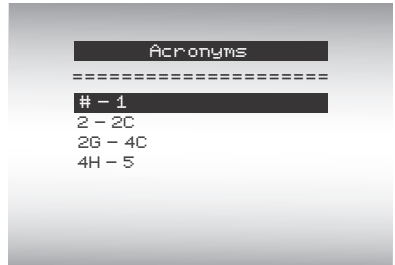 Acronyms
======================
# – 1
2 – 2C
2G – 4C
4H – 5